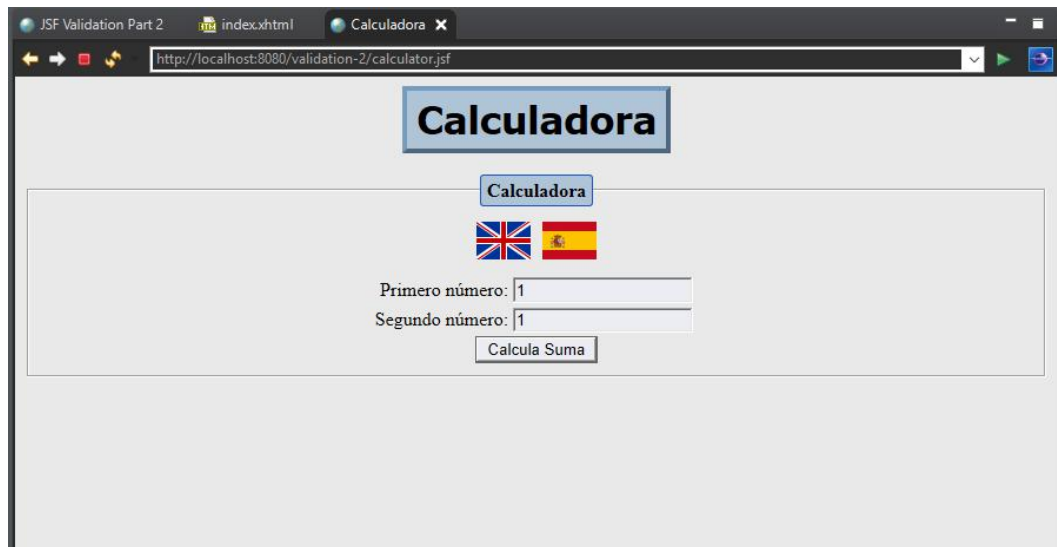 JSF Validation Part 2 index.xhtml Calculadora
http://localhost:8080/validation-2/calculator.jsf
Calculadora
Calculadora
Primero número: 1
Segundo número: 1
Calcula Suma